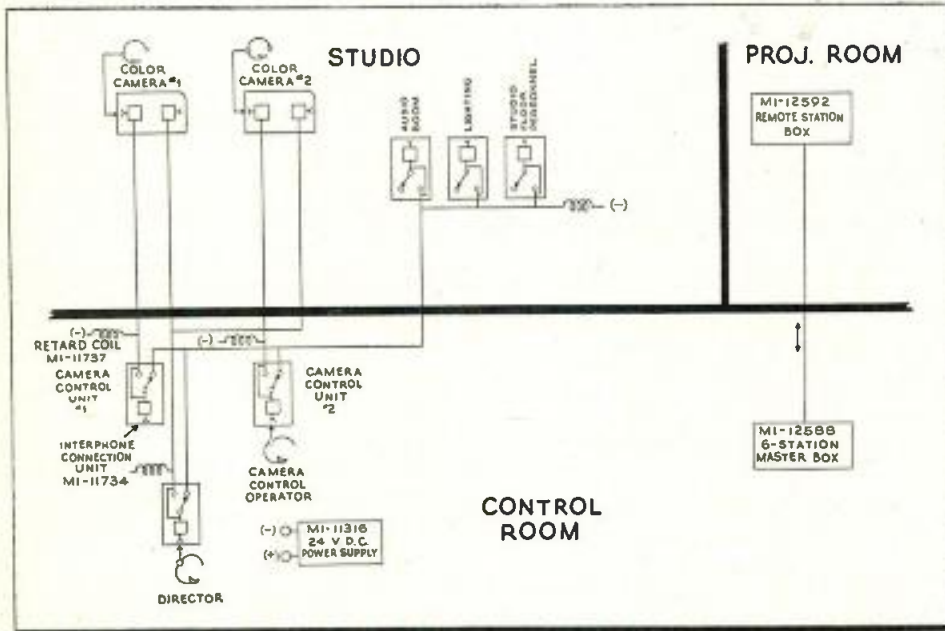 STUDIO
PROJ. ROOM
COLOR
CAMERA #1
COLOR
CAMERA #2
AUDIO
BOOM
LIGHTING
STUDIO
FLOOR
PERSONNEL
MI-12592
REMOTE STATION
BOX
(-)
(-)
RETARD COIL
MI-11737
(-)
CAMERA
CONTROL
UNIT
#1
CAMERA
CONTROL
UNIT
#2
INTERPHONE
CONNECTION
UNIT
MI-11734
CAMERA
CONTROL
OPERATOR
MI-12588
6-STATION
MASTER BOX
CONTROL
ROOM
(-)
(+)
MI-11316
24 V D.C.
POWER SUPPLY
DIRECTOR